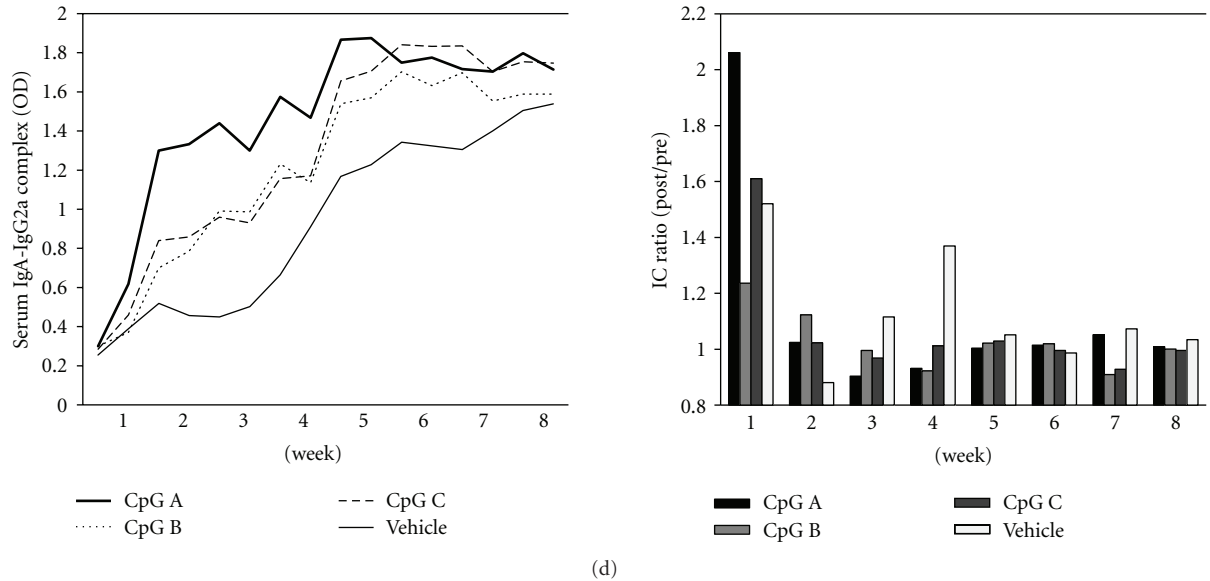 2
1.8
1.6
1.4
1.2
1
0.8
0.6
0.4
0.2
0
Serum IgA-IgG2a complex (OD)
1 2 3 4 5 6 7 8
(week)
CpG A
CpG B
CpG C
Vehicle
2.2
2
1.8
1.6
1.4
1.2
1
0.8
IC ratio (post/pre)
1 2 3 4 5 6 7 8
(week)
CpG A
CpG B
CpG C
Vehicle
(d)